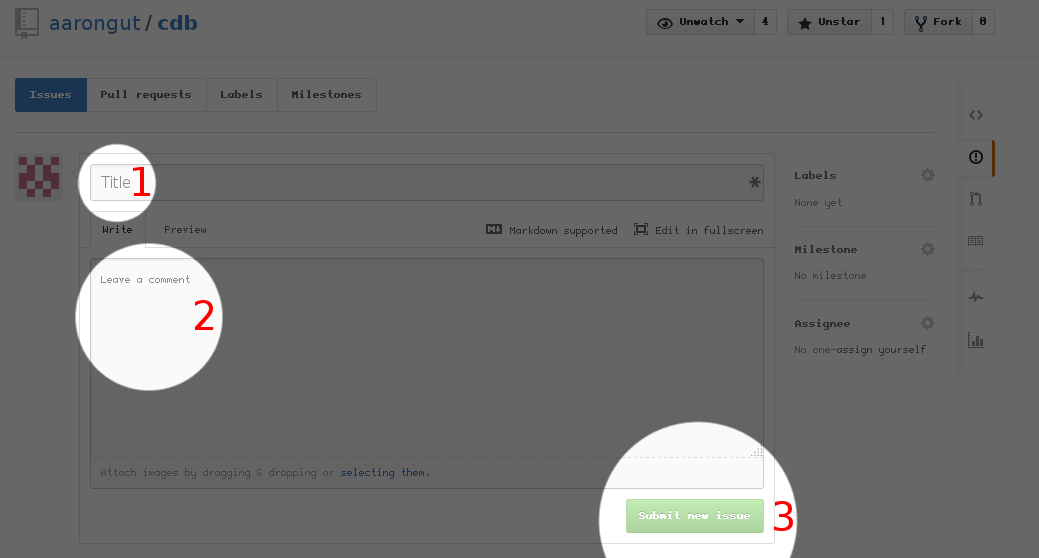 aarongut / cdb
Unwatch 4
Unstar 1
Fork 0
Issues Pull requests Labels Milestones
Title 1 *
Write Preview Markdown supported Edit in fullscreen
Leave a comment
2
Attach images by dragging & dropping or selecting them.
Submit new issue 3
Labels
None yet
Milestone
No milestone
Assignee
No one—assign yourself